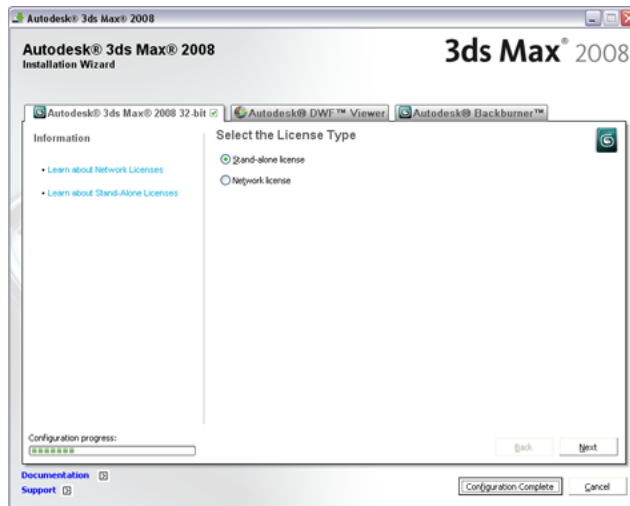 Autodesk® 3ds Max® 2008
Autodesk® 3ds Max® 2008
Installation Wizard
3ds Max® 2008
Autodesk® 3ds Max® 2008 32-bit
Autodesk® DWF™ Viewer
Autodesk® Backburner™
Information
• Learn about Network Licenses
• Learn about Stand-Alone Licenses
Select the License Type
Stand-alone license
Network license
Configuration progress:
Back
Next
Documentation
Support
Configuration Complete
Cancel